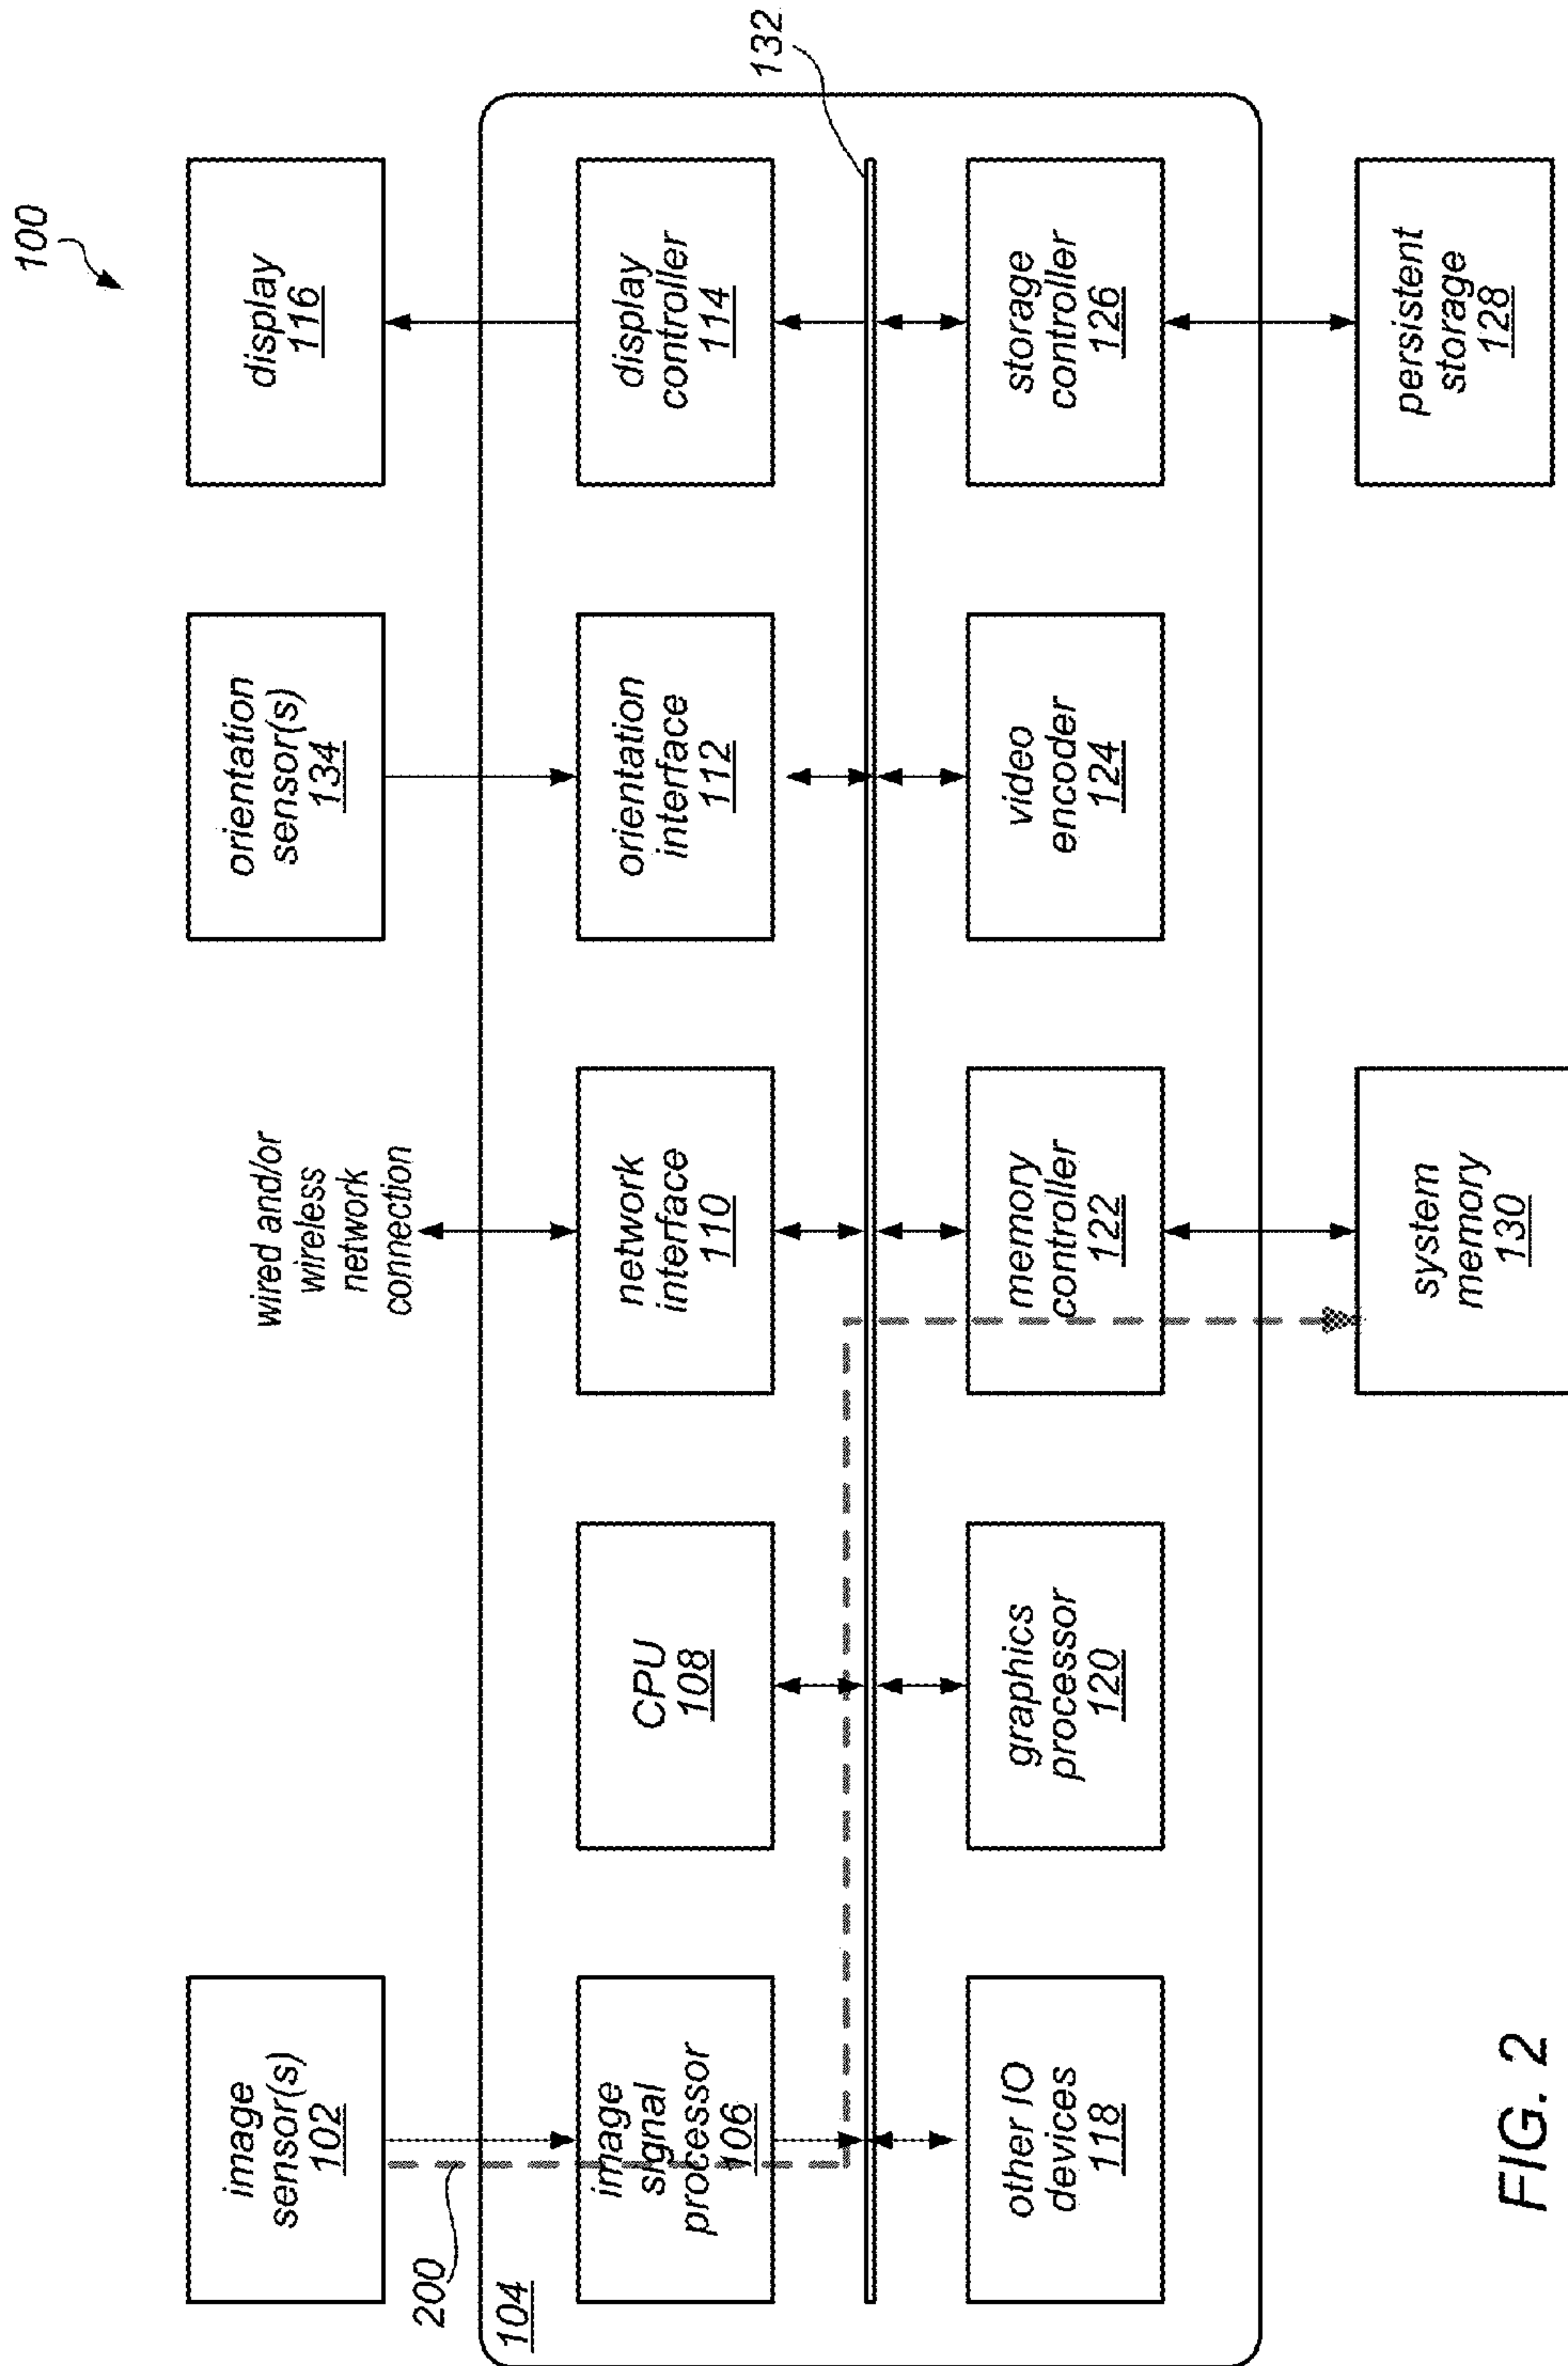 100
image
sensor(s)
102
wired and/or
wireless
network
connection
orientation
sensor(s)
134
display
116
200
104
image
signal
processor
106
CPU
108
network
interface
110
orientation
interface
112
display
controller
114
132
other IO
devices
118
graphics
processor
120
memory
controller
122
video
encoder
124
storage
controller
126
system
memory
130
persistent
storage
128
FIG. 2